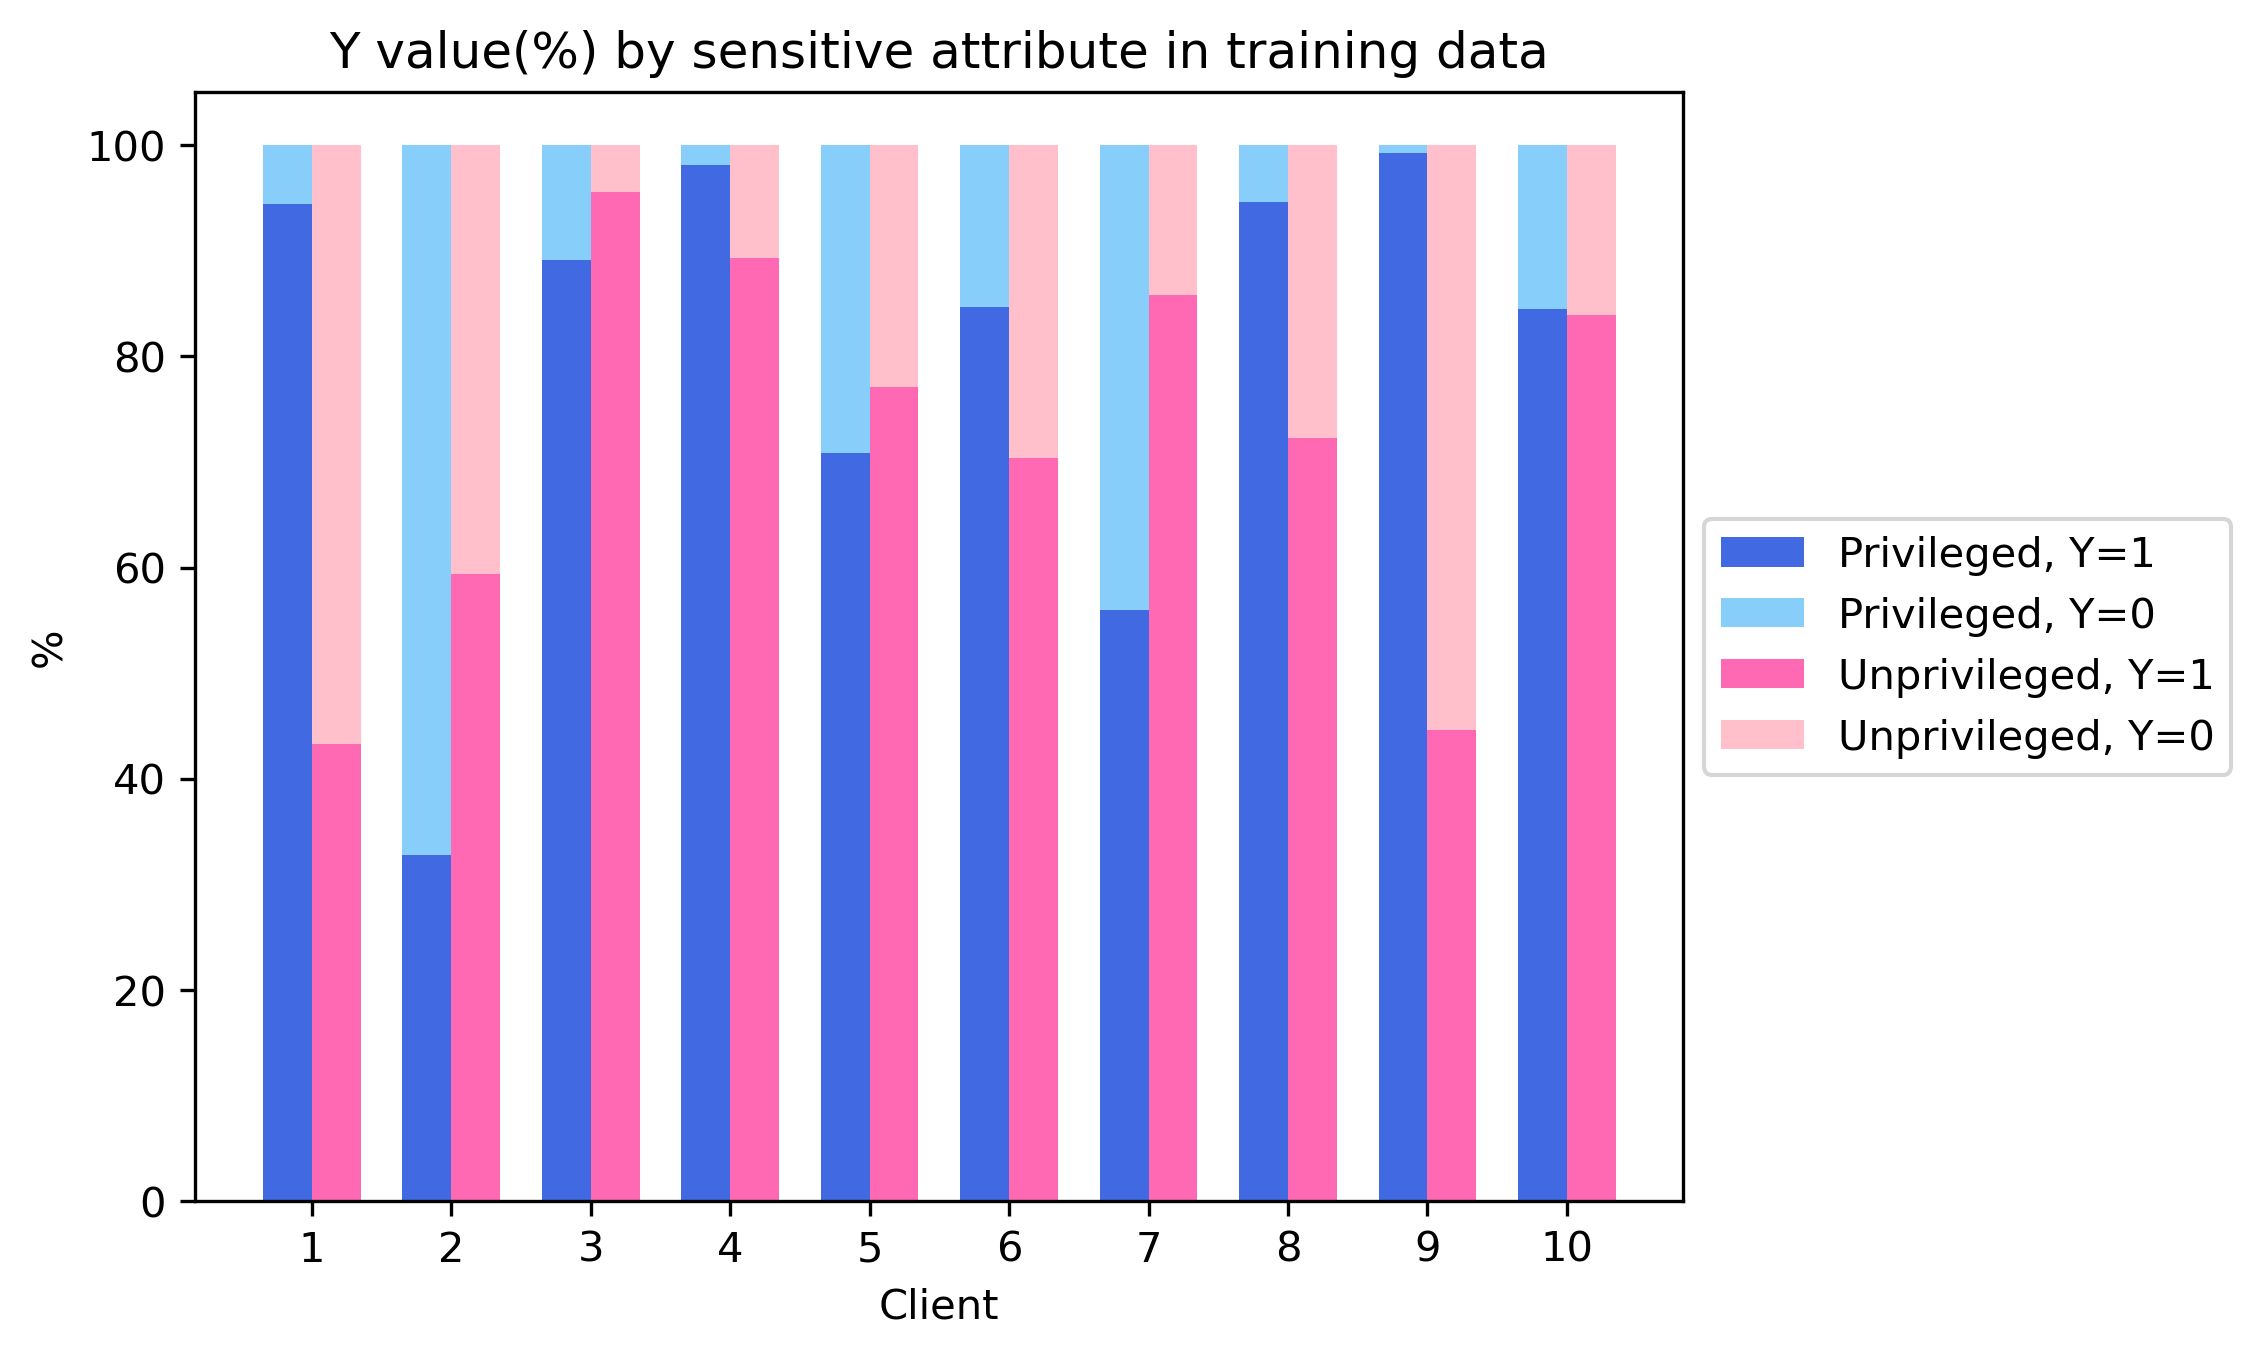 Y value(%) by sensitive attribute in training data
100
80
60
40
20
0
%
1 2 3 4 5 6 7 8 9 10
Client
Privileged, Y=1
Privileged, Y=0
Unprivileged, Y=1
Unprivileged, Y=0